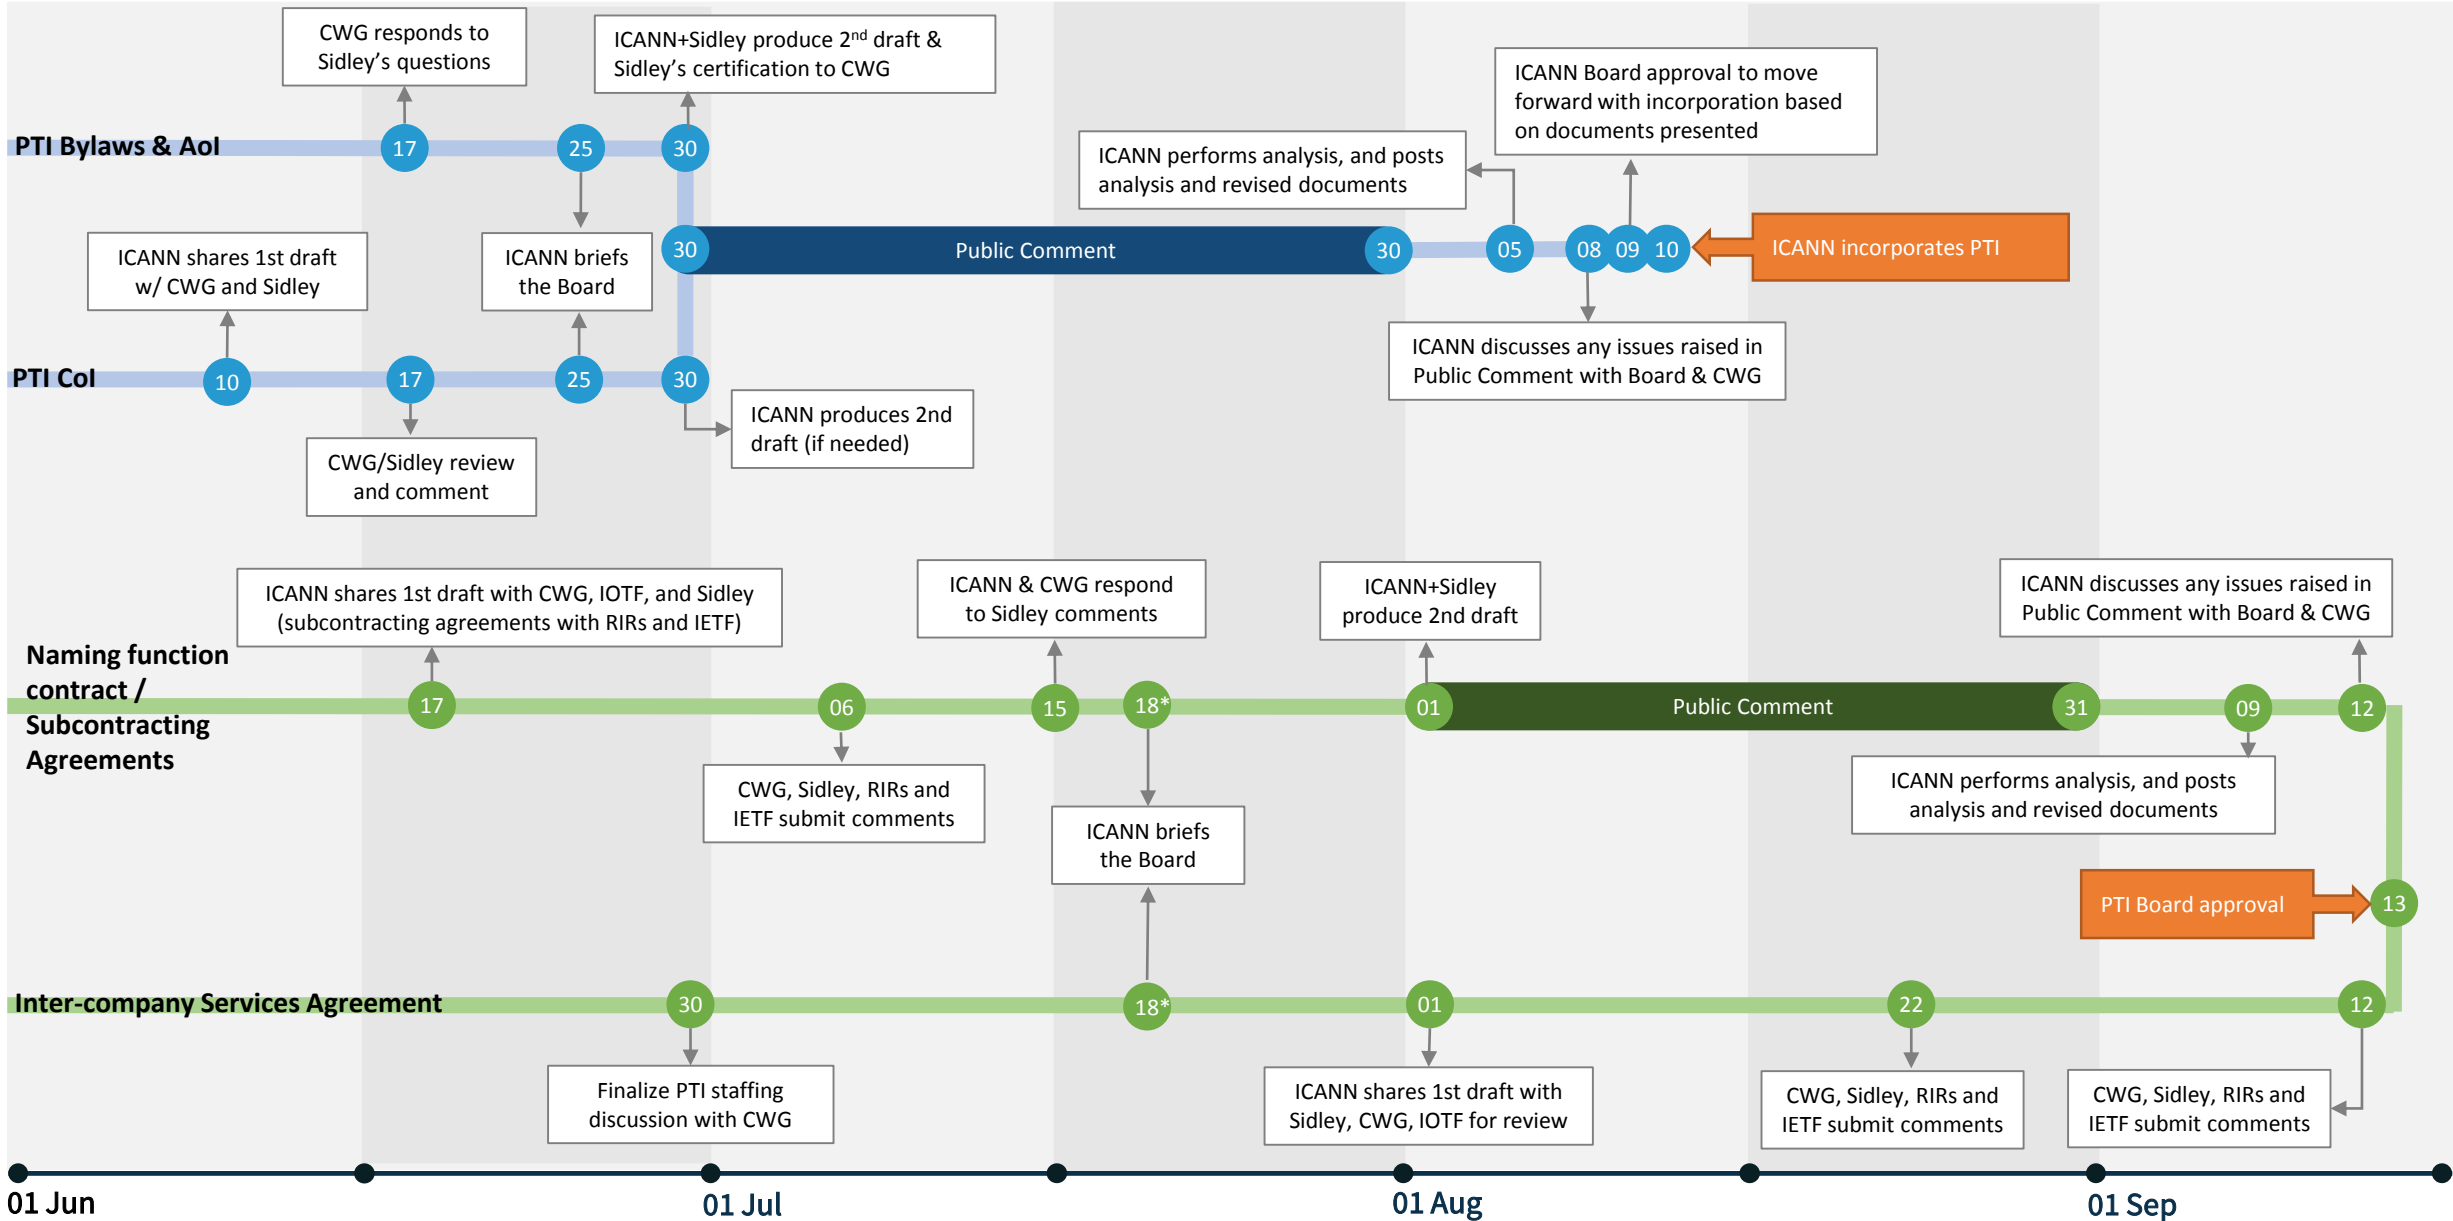 CWG responds to
Sidley’s questions
ICANN+Sidley produce 2nd draft &
Sidley’s certification to CWG
ICANN Board approval to move
forward with incorporation based
on documents presented
PTI Bylaws & AoI
17
25
30
ICANN performs analysis, and posts
analysis and revised documents
ICANN shares 1st draft
w/ CWG and Sidley
ICANN briefs
the Board
30
Public Comment
30
05
08
09
10
ICANN incorporates PTI
ICANN discusses any issues raised in
Public Comment with Board & CWG
PTI CoI
10
17
25
30
ICANN produces 2nd
draft (if needed)
CWG/Sidley review
and comment
ICANN shares 1st draft with CWG, IOTF, and Sidley
(subcontracting agreements with RIRs and IETF)
ICANN & CWG respond
to Sidley comments
ICANN+Sidley
produce 2nd draft
ICANN discusses any issues raised in
Public Comment with Board & CWG
Naming function
contract /
Subcontracting
Agreements
17
06
15
18*
01
Public Comment
31
09
12
CWG, Sidley, RIRs and
IETF submit comments
ICANN briefs
the Board
ICANN performs analysis, and posts
analysis and revised documents
PTI Board approval
13
Inter-company Services Agreement
30
18*
01
22
12
Finalize PTI staffing
discussion with CWG
ICANN shares 1st draft with
Sidley, CWG, IOTF for review
CWG, Sidley, RIRs and
IETF submit comments
CWG, Sidley, RIRs and
IETF submit comments
01 Jun
01 Jul
01 Aug
01 Sep